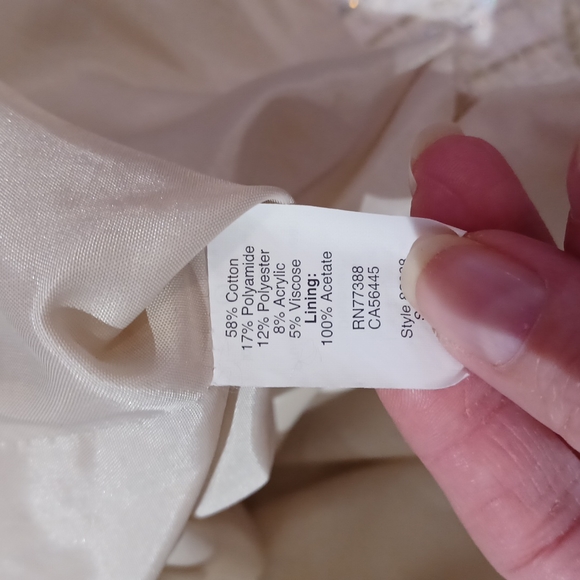 58% Cotton
17% Polyamide
12% Polyester
8% Acrylic
5% Viscose
Lining:
100% Acetate
RN77388
CA56445
Style